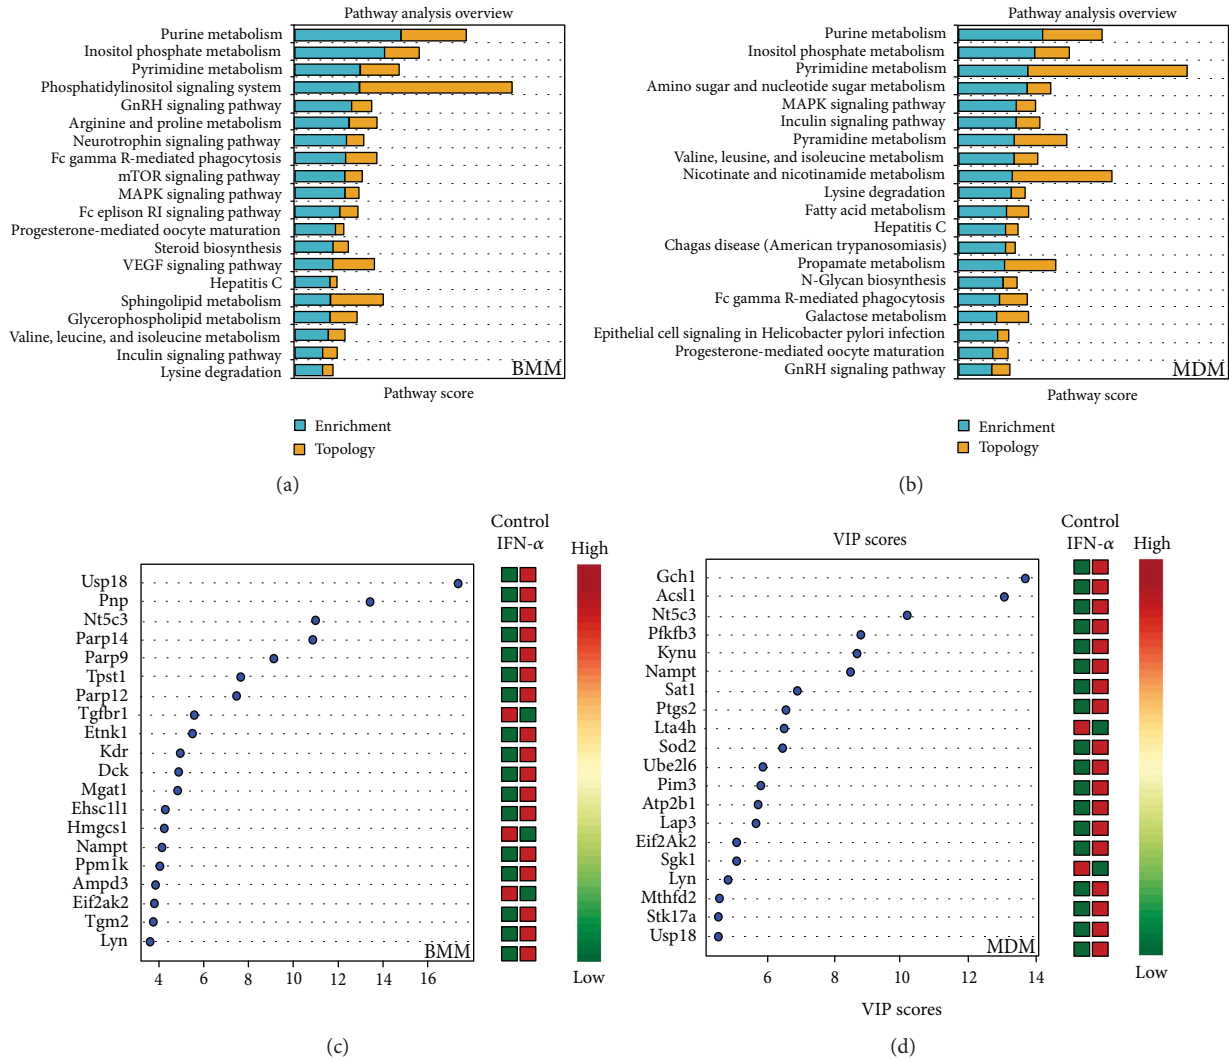 Pathway analysis overview
Purine metabolism
Inositol phosphate metabolism
Pyrimidine metabolism
Phosphatidylinositol signaling system
GnRH signaling pathway
Arginine and proline metabolism
Neurotrophin signaling pathway
Fc gamma R-mediated phagocytosis
mTOR signaling pathway
MAPK signaling pathway
Fc eplison RI signaling pathway
Progesterone-mediated oocyte maturation
Steroid biosynthesis
VEGF signaling pathway
Hepatitis C
Sphingolipid metabolism
Glycerophospholipid metabolism
Valine, leucine, and isoleucine metabolism
Inculin signaling pathway
Lysine degradation
BMM
Pathway score
Enrichment
Topology
(a)
Pathway analysis overview
Purine metabolism
Inositol phosphate metabolism
Pyrimidine metabolism
Amino sugar and nucleotide sugar metabolism
MAPK signaling pathway
Inculin signaling pathway
Pyramidine metabolism
Valine, leusine, and isoleucine metabolism
Nicotinate and nicotinamide metabolism
Lysine degradation
Fatty acid metabolism
Hepatitis C
Chagas disease (American trypanosomiasis)
Propamate metabolism
N-Glycan biosynthesis
Fc gamma R-mediated phagocytosis
Galactose metabolism
Epithelial cell signaling in Helicobacter pylori infection
Progesterone-mediated oocyte maturation
GnRH signaling pathway
MDM
Pathway score
Enrichment
Topology
(b)
Control
IFN-α
High
Usp18
Pnp
Nt5c3
Parp14
Parp9
Tpst1
Parp12
Tgfbr1
Etnk1
Kdr
Dck
Mgat1
Ehsc1l1
Hmgcs1
Nampt
Ppm1k
Ampd3
Eif2ak2
Tgm2
Lyn
BMM
Low
4 6 8 10 12 14 16
(c)
VIP scores
Control
IFN-α
High
Gch1
Acsl1
Nt5c3
Pfkfb3
Kynu
Nampt
Sat1
Ptgs2
Lta4h
Sod2
Ube2l6
Pim3
Atp2b1
Lap3
Eif2Ak2
Sgk1
Lyn
Mthfd2
Stk17a
Usp18
MDM
Low
6 8 10 12 14
VIP scores
(d)